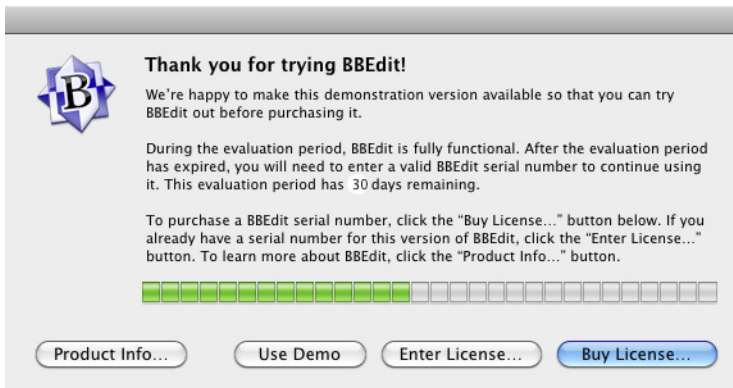 Thank you for trying BBEdit!
We're happy to make this demonstration version available so that you can try
BBEdit out before purchasing it.
During the evaluation period, BBEdit is fully functional. After the evaluation period
has expired, you will need to enter a valid BBEdit serial number to continue using
it. This evaluation period has 30 days remaining.
To purchase a BBEdit serial number, click the “Buy License...” button below. If you
already have a serial number for this version of BBEdit, click the “Enter License...”
button. To learn more about BBEdit, click the “Product Info...” button.
B
Product Info...
Use Demo
Enter License...
Buy License...